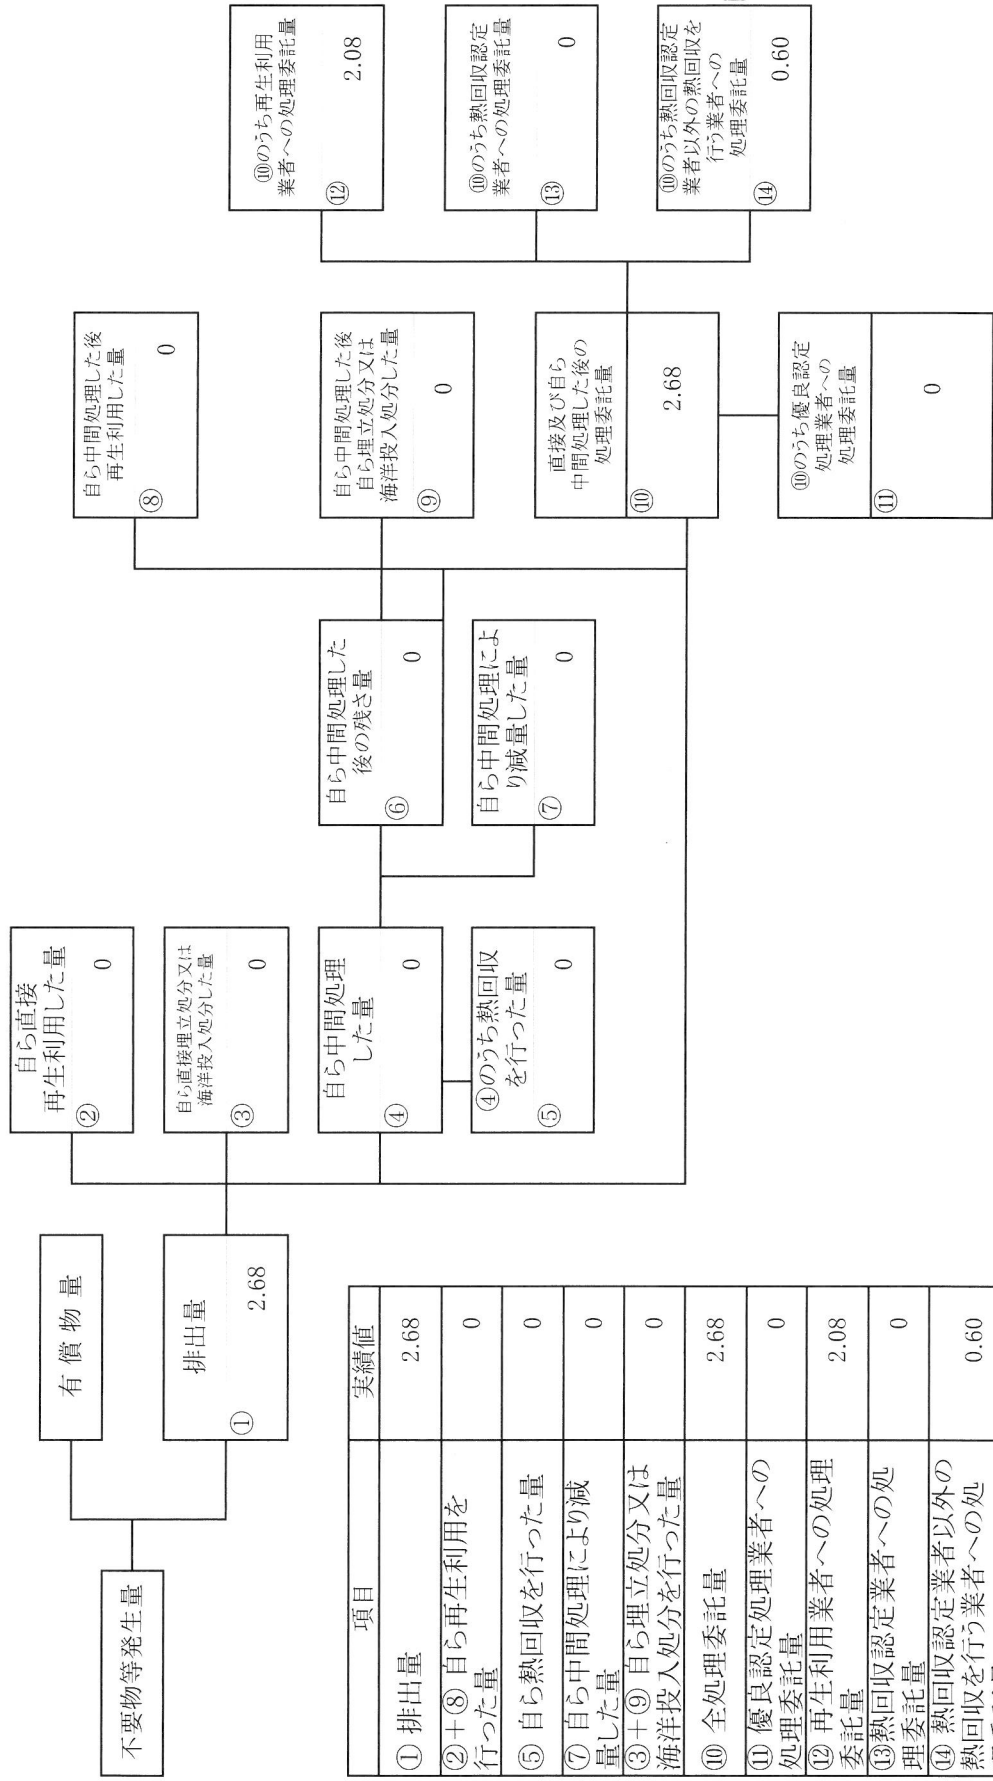 不要物等発生量
有償物量
排出量
①
2.68
自ら直接
再生利用した量
②
0
自ら直接埋立処分又は
海洋投入処分した量
③
0
自ら中間処理
した量
④
0
④のうち熱回収
を行った量
⑤
0
自ら中間処理した
後の残さ量
⑥
0
自ら中間処理によ
り減量した量
⑦
0
自ら中間処理した後
再生利用した量
⑧
0
自ら中間処理した後
自ら埋立処分又は
海洋投入処分した量
⑨
0
直接及び自ら
中間処理した後の
処理委託量
⑩
2.68
⑩のうち優良認定
処理業者への
処理委託量
⑪
0
⑩のうち再生利用
業者への処理委託量
⑫
2.08
⑩のうち熱回収認定
業者への処理委託量
⑬
0
⑩のうち熱回収認定
業者以外の熱回収を
行う業者への
処理委託量
⑭
0.60
項目 実績値
① 排出量 2.68
②+⑧ 自ら再生利用を
行った量 0
⑤ 自ら熱回収を行った量 0
⑦ 自ら中間処理により減
量した量 0
③+⑨ 自ら埋立処分又は
海洋投入処分を行った量 0
⑩ 全処理委託量 2.68
⑪ 優良認定処理業者への
処理委託量 0
⑫ 再生利用業者への処理
委託量 2.08
⑬熱回収認定業者への処
理委託量 0
⑭ 熱回収認定業者以外の
熱回収を行う業者への処 0.60